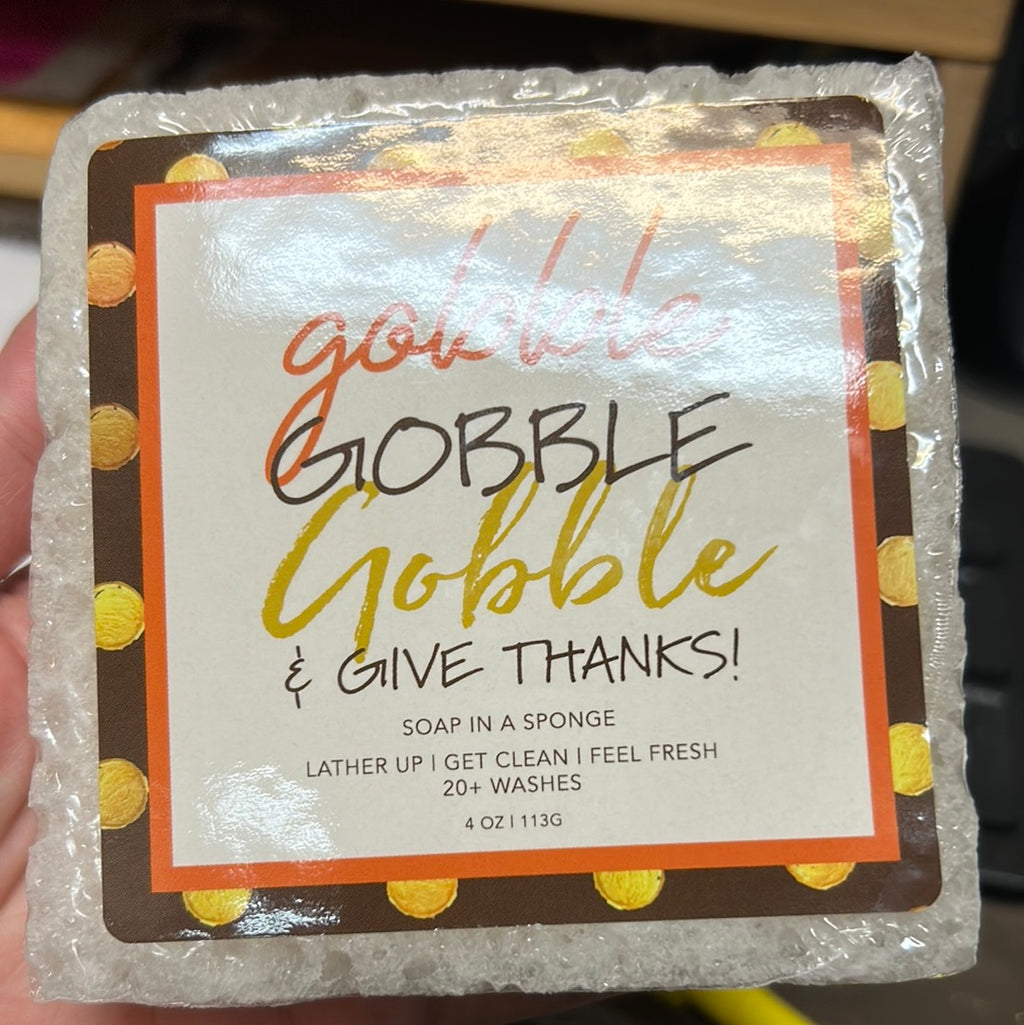 gobble
GOBBLE
Gobble
& GIVE THANKS!
SOAP IN A SPONGE
LATHER UP | GET CLEAN | FEEL FRESH
20+ WASHES
4 OZ | 113G